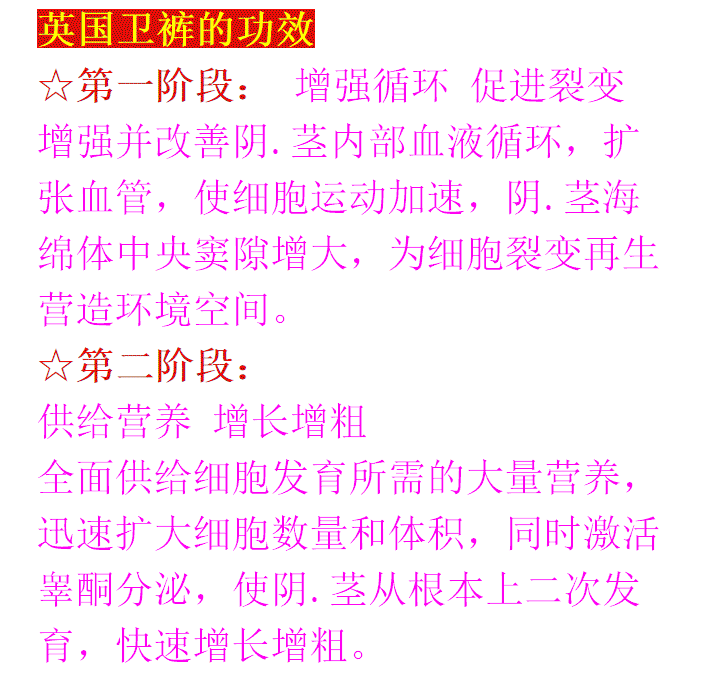 英国卫裤的功效
☆第一阶段： 增强循环 促进裂变
增强并改善阴.茎内部血液循环，扩
张血管，使细胞运动加速，阴.茎海
绵体中央窦隙增大，为细胞裂变再生
营造环境空间。
☆第二阶段：
供给营养 增长增粗
全面供给细胞发育所需的大量营养，
迅速扩大细胞数量和体积，同时激活
睾酮分泌，使阴.茎从根本上二次发
育，快速增长增粗。